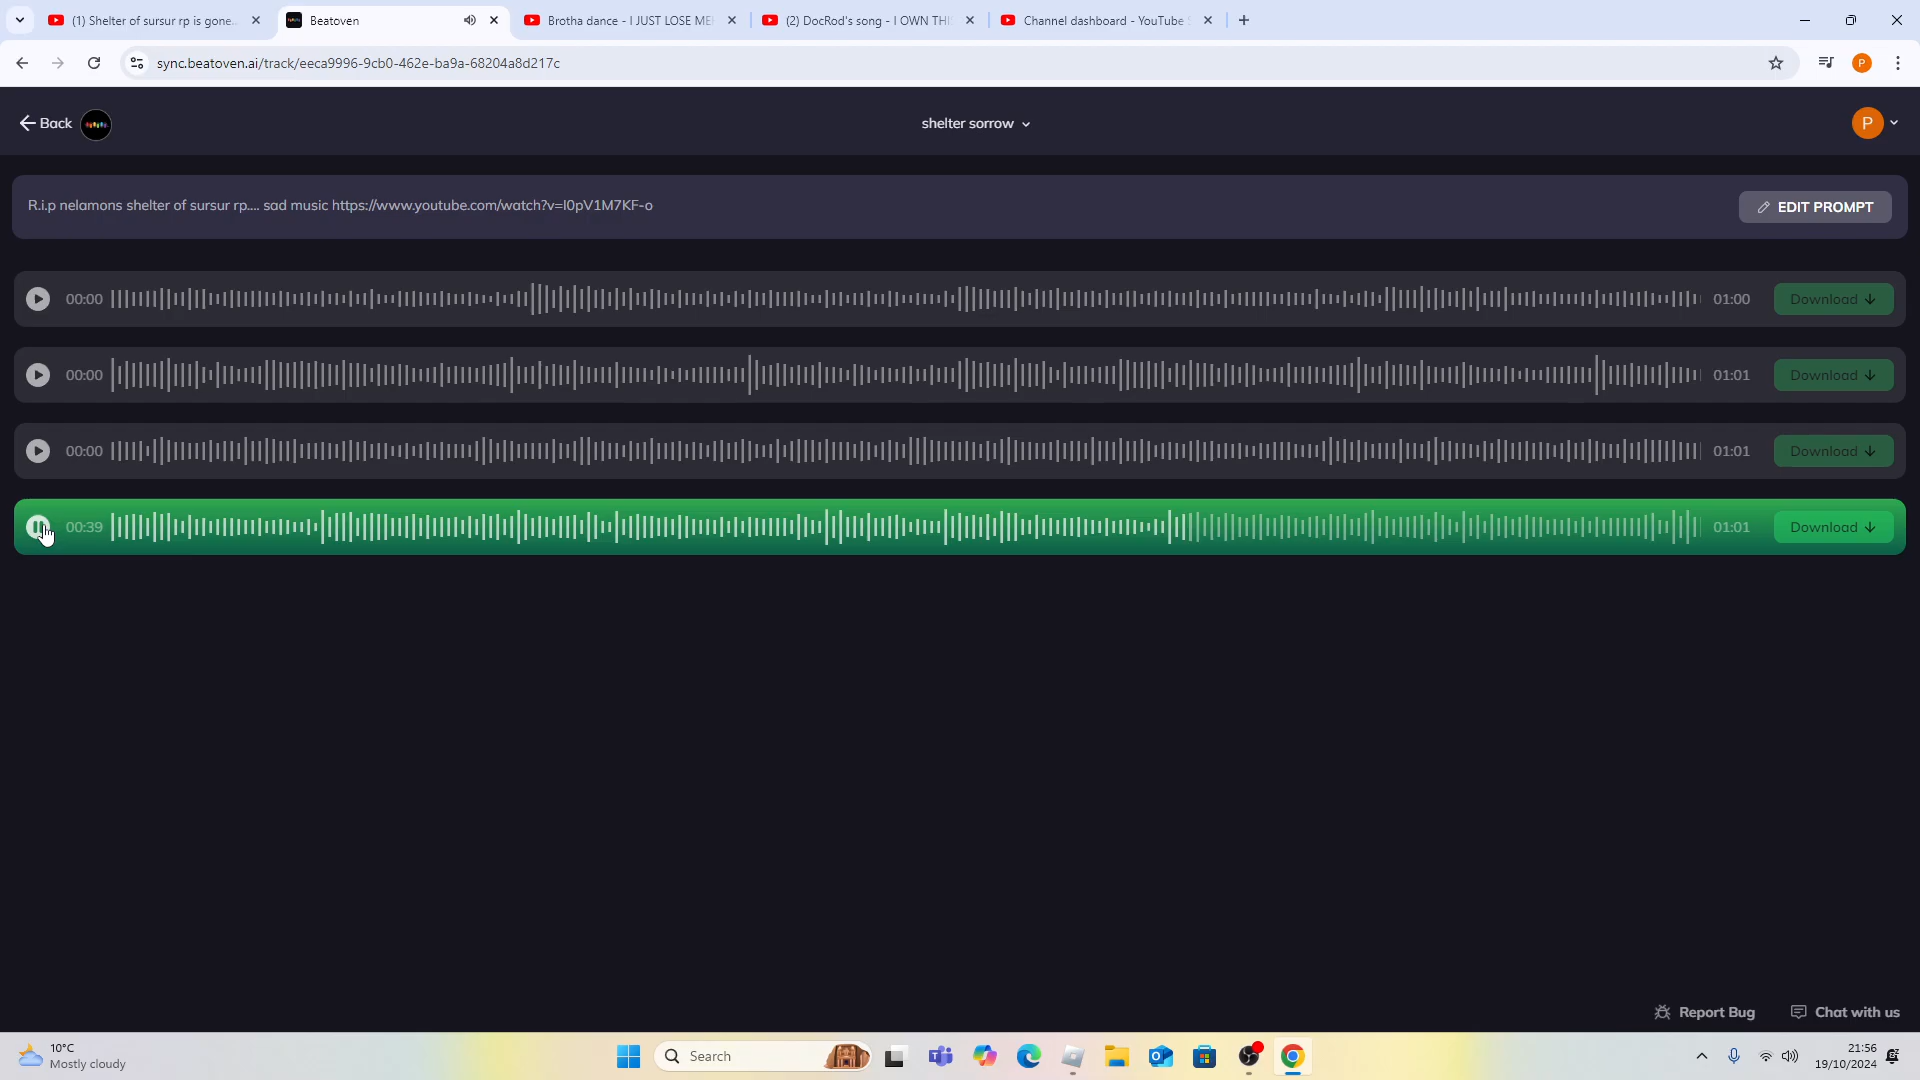 (1) Shelter of sursur rp is gone..
Beatoven
Brotha dance - I JUST LOSE ME
(2) DocRod's song - I OWN THI
Channel dashboard - YouTube S
sync.beatoven.ai/track/eeca9996-9cb0-462e-ba9a-68204a8d217c
P
Back
shelter sorrow
P
R.i.p nelamons shelter of sursur rp.... sad music https://www.youtube.com/watch?v=l0pV1M7KF-o
EDIT PROMPT
00:00 01:00 Download
00:00 01:01 Download
00:00 01:01 Download
00:39 01:01 Download
Report Bug
Chat with us
10°C
Mostly cloudy
Search
21:56
19/10/2024